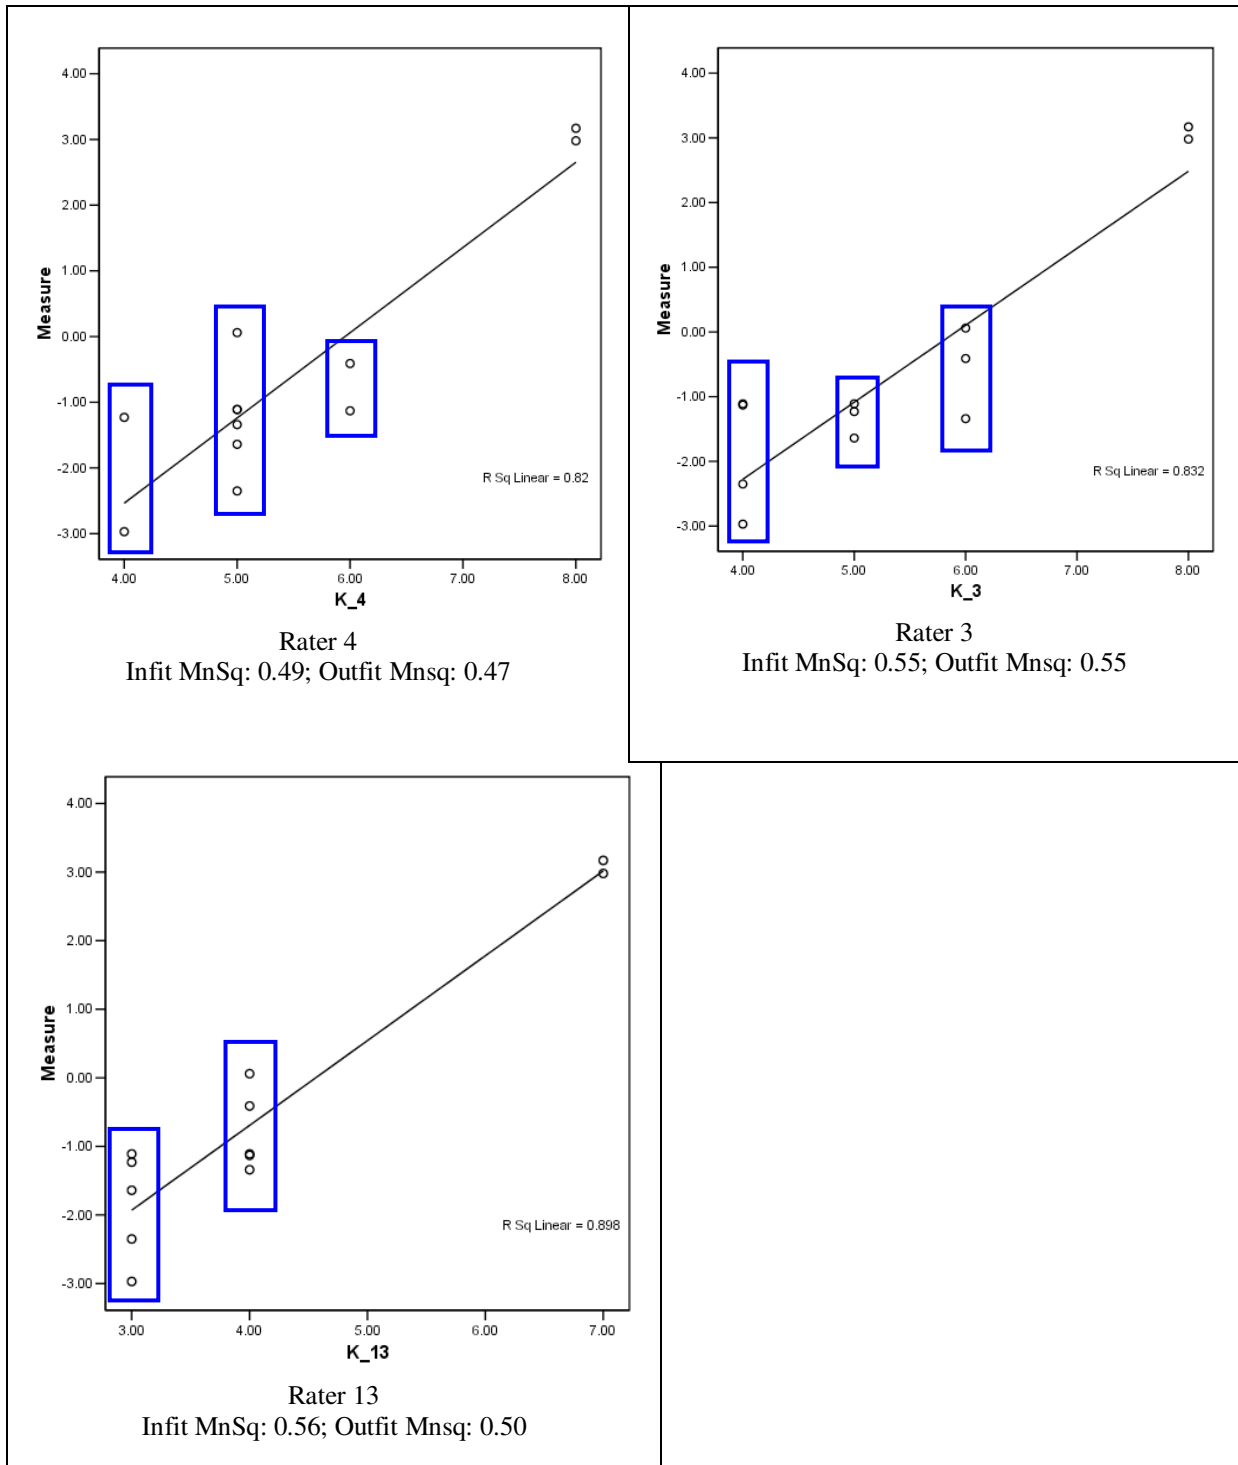 4.00
3.00
2.00
1.00
0.00
-1.00
-2.00
-3.00
Measure
R Sq Linear = 0.82
4.00 5.00 6.00 7.00 8.00
K_4
Rater 4
Infit MnSq: 0.49; Outfit Mnsq: 0.47
4.00
3.00
2.00
1.00
0.00
-1.00
-2.00
-3.00
Measure
R Sq Linear = 0.832
4.00 5.00 6.00 7.00 8.00
K_3
Rater 3
Infit MnSq: 0.55; Outfit Mnsq: 0.55
4.00
3.00
2.00
1.00
0.00
-1.00
-2.00
-3.00
Measure
R Sq Linear = 0.898
3.00 4.00 5.00 6.00 7.00
K_13
Rater 13
Infit MnSq: 0.56; Outfit Mnsq: 0.50